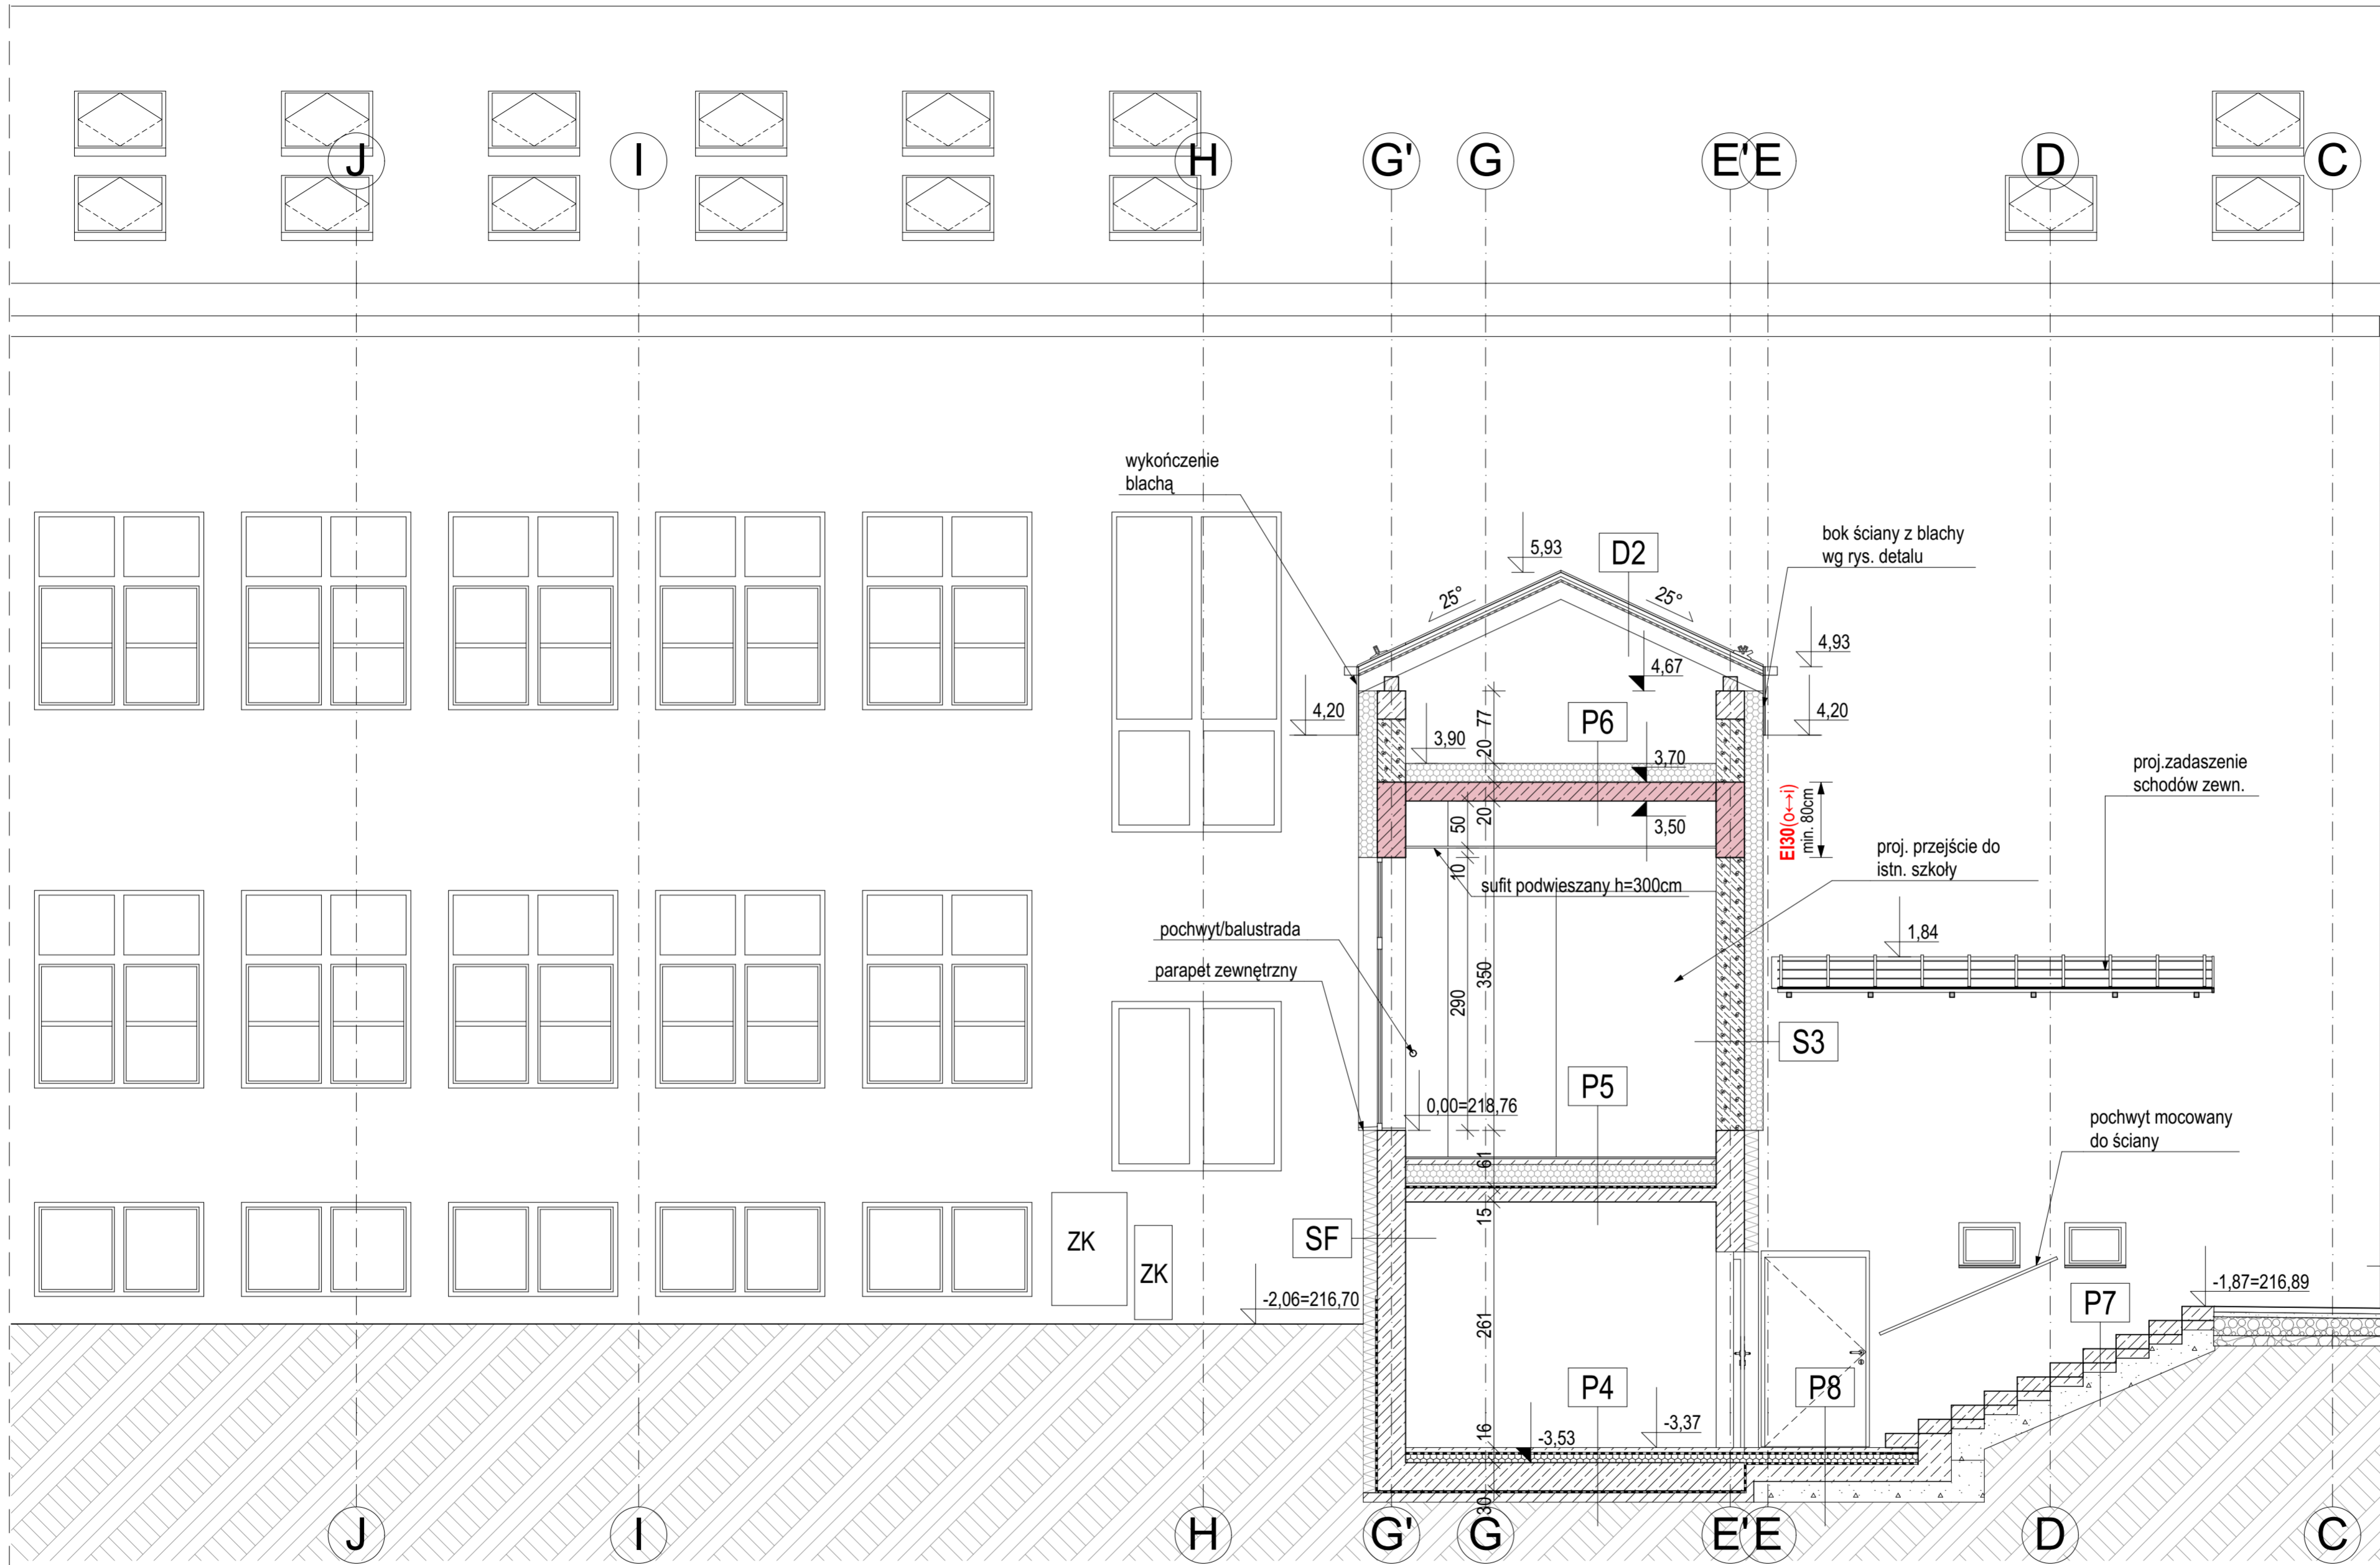 J
I
H
G'
G
E'
E
D
C
wykończenie
blachą
5,93
D2
bok ściany z blachy
wg rys. detalu
25°
25°
4,93
4,67
4,20
77
P6
4,20
3,90
20
3,70
proj.zadaszenie
schodów zewn.
50
20
3,50
EI30(o↔i)
min. 80cm
proj. przejście do
istn. szkoły
10
sufit podwieszany h=300cm
pochwyt/balustrada
1,84
parapet zewnętrzny
290
350
S3
P5
0,00=218,76
pochwyt mocowany
do ściany
61
15
SF
ZK
ZK
-2,06=216,70
261
-1,87=216,89
P7
P4
P8
16
-3,53
-3,37
30
J
I
H
G'
G
E'
E
D
C